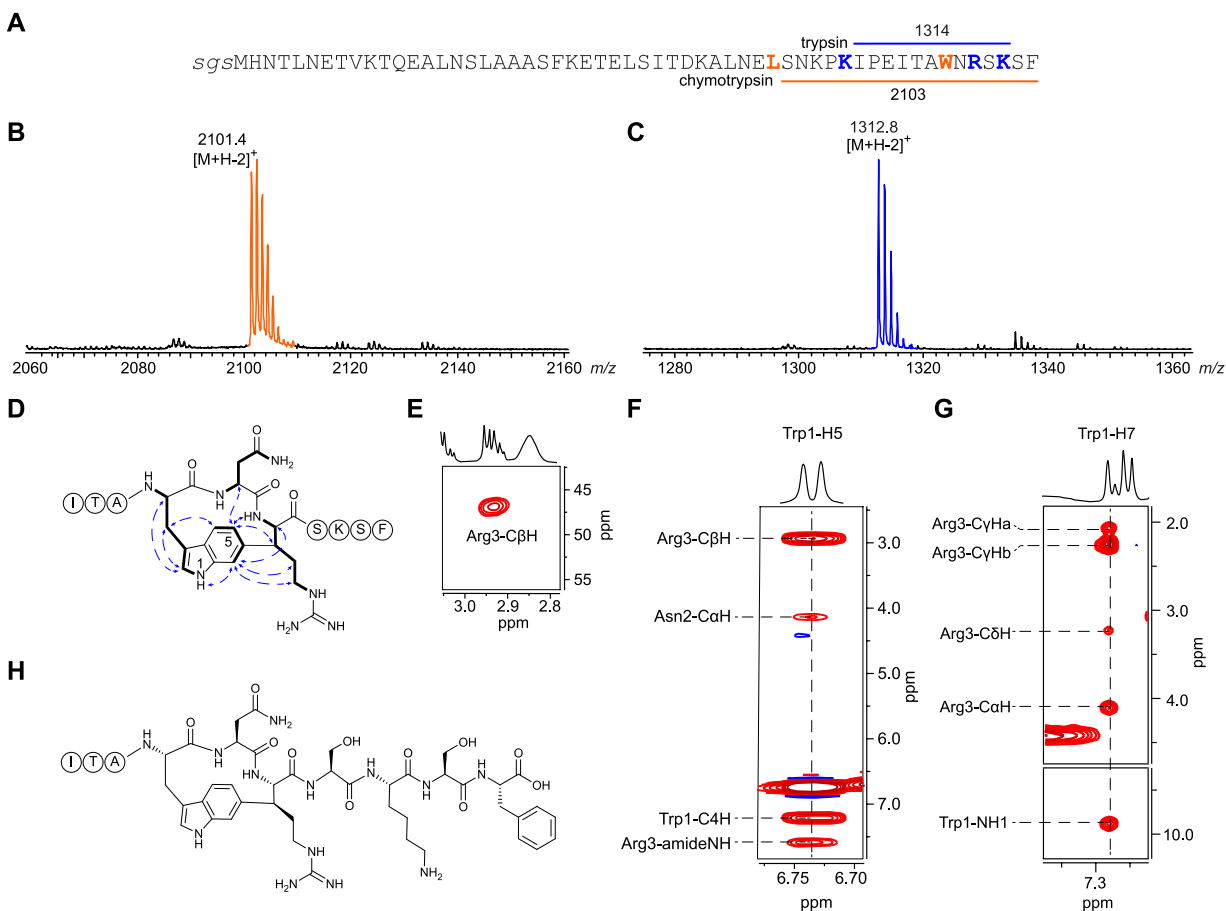 A
trypsin
1314
sgsMHNTLNETVKTQEALNSLAAASFKETELSITDKALNELSNKPKIPEITAWNRSKSF
chymotrypsin
2103
B
2101.4
[M+H-2]+
2060
2080
2100
2120
2140
2160
m/z
C
1312.8
[M+H-2]+
1280
1300
1320
1340
1360
m/z
D
I T A
H
N
O
N
H
O
NH2
O
H
N
O
S K S F
5
1
N
H
NH
H2N
NH
E
Arg3-CβH
45
50
55
ppm
3.0
2.9
2.8
ppm
F
Trp1-H5
Arg3-CβH
Asn2-CαH
Trp1-C4H
Arg3-amideNH
3.0
4.0
5.0
6.0
7.0
ppm
6.75
6.70
ppm
G
Trp1-H7
Arg3-CγHa
Arg3-CγHb
Arg3-CδH
Arg3-CαH
Trp1-NH1
2.0
3.0
4.0
10.0
ppm
7.3
ppm
H
I T A
H
N
O
N
H
O
NH2
O
H
N
O
N
H
OH
O
H
N
O
N
H
OH
O
H
N
O
OH
N
H
NH
H2N
NH
NH2